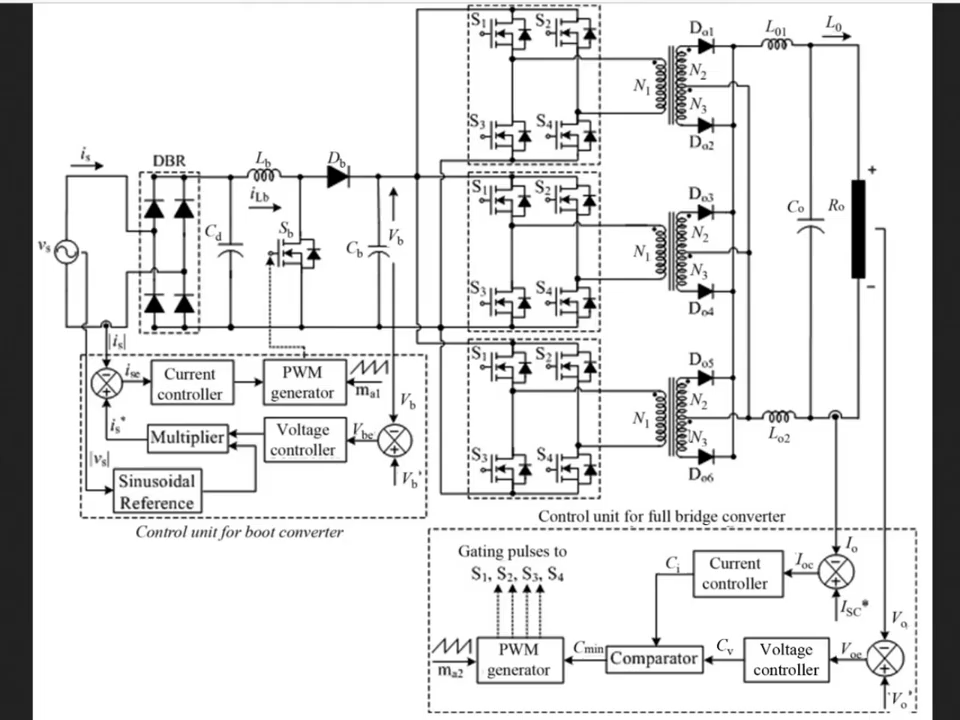 S1 S2
Do1
L01
L0
N1
N2
N3
S3 S4
Do2
is
DBR
Lb
Db
iLb
S1 S2
Do3
vs
Cd
Sb
Cb
Vb
N1
N2
N3
Co
Ro
+
−
S3 S4
Do4
|is|
S1 S2
Do5
ise
Current
controller
PWM
generator
ma1
Vb
N1
N2
N3
is*
Multiplier
Voltage
controller
Vbe
Lo2
|vs|
S3 S4
Do6
Sinusoidal
Reference
Vb'
Control unit for boot converter
Control unit for full bridge converter
Gating pulses to
S1, S2, S3, S4
Ci
Current
controller
Ioc
Io
ISC*
Vo
ma2
PWM
generator
Cmin
Comparator
Cv
Voltage
controller
Voe
Vo'